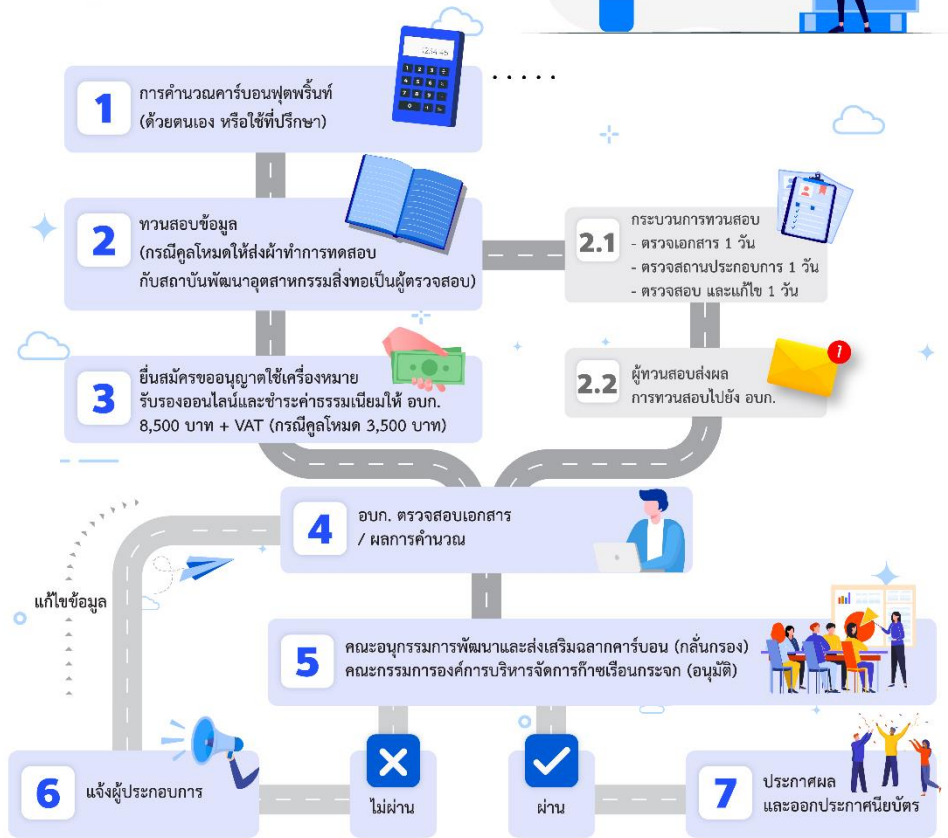 1
การคำนวณคาร์บอนฟุตพริ้นท์
(ด้วยตนเอง หรือใช้ที่ปรึกษา)
2
ทวนสอบข้อมูล
(กรณีคูลโหมดให้ส่งผ้าทำการทดสอบ
กับสถาบันพัฒนาอุตสาหกรรมสิ่งทอเป็นผู้ตรวจสอบ)
2.1
กระบวนการทวนสอบ
- ตรวจเอกสาร 1 วัน
- ตรวจสถานประกอบการ 1 วัน
- ตรวจสอบ และแก้ไข 1 วัน
3
ยื่นสมัครขออนุญาตใช้เครื่องหมาย
รับรองออนไลน์และชำระค่าธรรมเนียมให้ อบก.
8,500 บาท + VAT (กรณีคูลโหมด 3,500 บาท)
2.2
ผู้ทวนสอบส่งผล
การทวนสอบไปยัง อบก.
1
4
อบก. ตรวจสอบเอกสาร
/ ผลการคำนวณ
แก้ไขข้อมูล
5
คณะอนุกรรมการพัฒนาและส่งเสริมฉลากคาร์บอน (กลั่นกรอง)
คณะกรรมการองค์การบริหารจัดการก๊าซเรือนกระจก (อนุมัติ)
6
แจ้งผู้ประกอบการ
ไม่ผ่าน
ผ่าน
7
ประกาศผล
และออกประกาศนียบัตร